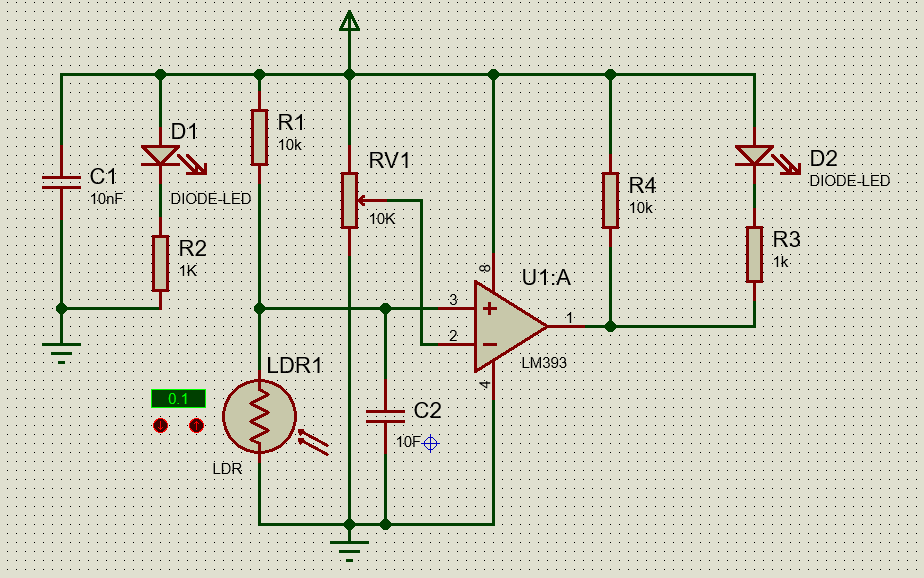 C1
10nF
D1
DIODE-LED
R2
1K
R1
10k
RV1
10K
8
3
2
4
1
U1:A
LM393
R4
10k
D2
DIODE-LED
R3
1k
LDR1
0.1
LDR
C2
10F